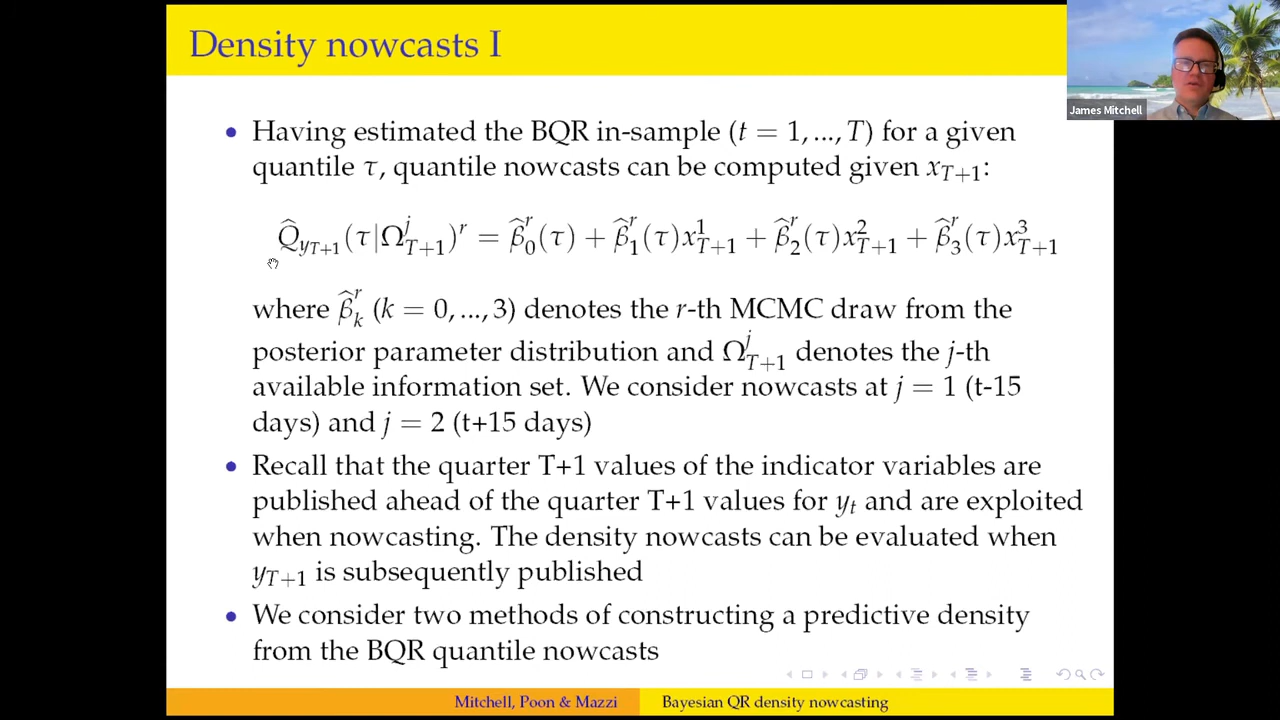 Density nowcasts I
James Mitchell
• Having estimated the BQR in-sample (t = 1, ..., T) for a given
quantile τ, quantile nowcasts can be computed given x_{T+1}:
Q̂_{y_{T+1}}(τ|Ω^j_{T+1})^r = β̂^r_0(τ) + β̂^r_1(τ)x^1_{T+1} + β̂^r_2(τ)x^2_{T+1} + β̂^r_3(τ)x^3_{T+1}
where β̂^r_k (k = 0, ..., 3) denotes the r-th MCMC draw from the
posterior parameter distribution and Ω^j_{T+1} denotes the j-th
available information set. We consider nowcasts at j = 1 (t-15
days) and j = 2 (t+15 days)
• Recall that the quarter T+1 values of the indicator variables are
published ahead of the quarter T+1 values for y_t and are exploited
when nowcasting. The density nowcasts can be evaluated when
y_{T+1} is subsequently published
• We consider two methods of constructing a predictive density
from the BQR quantile nowcasts
Mitchell, Poon & Mazzi Bayesian QR density nowcasting